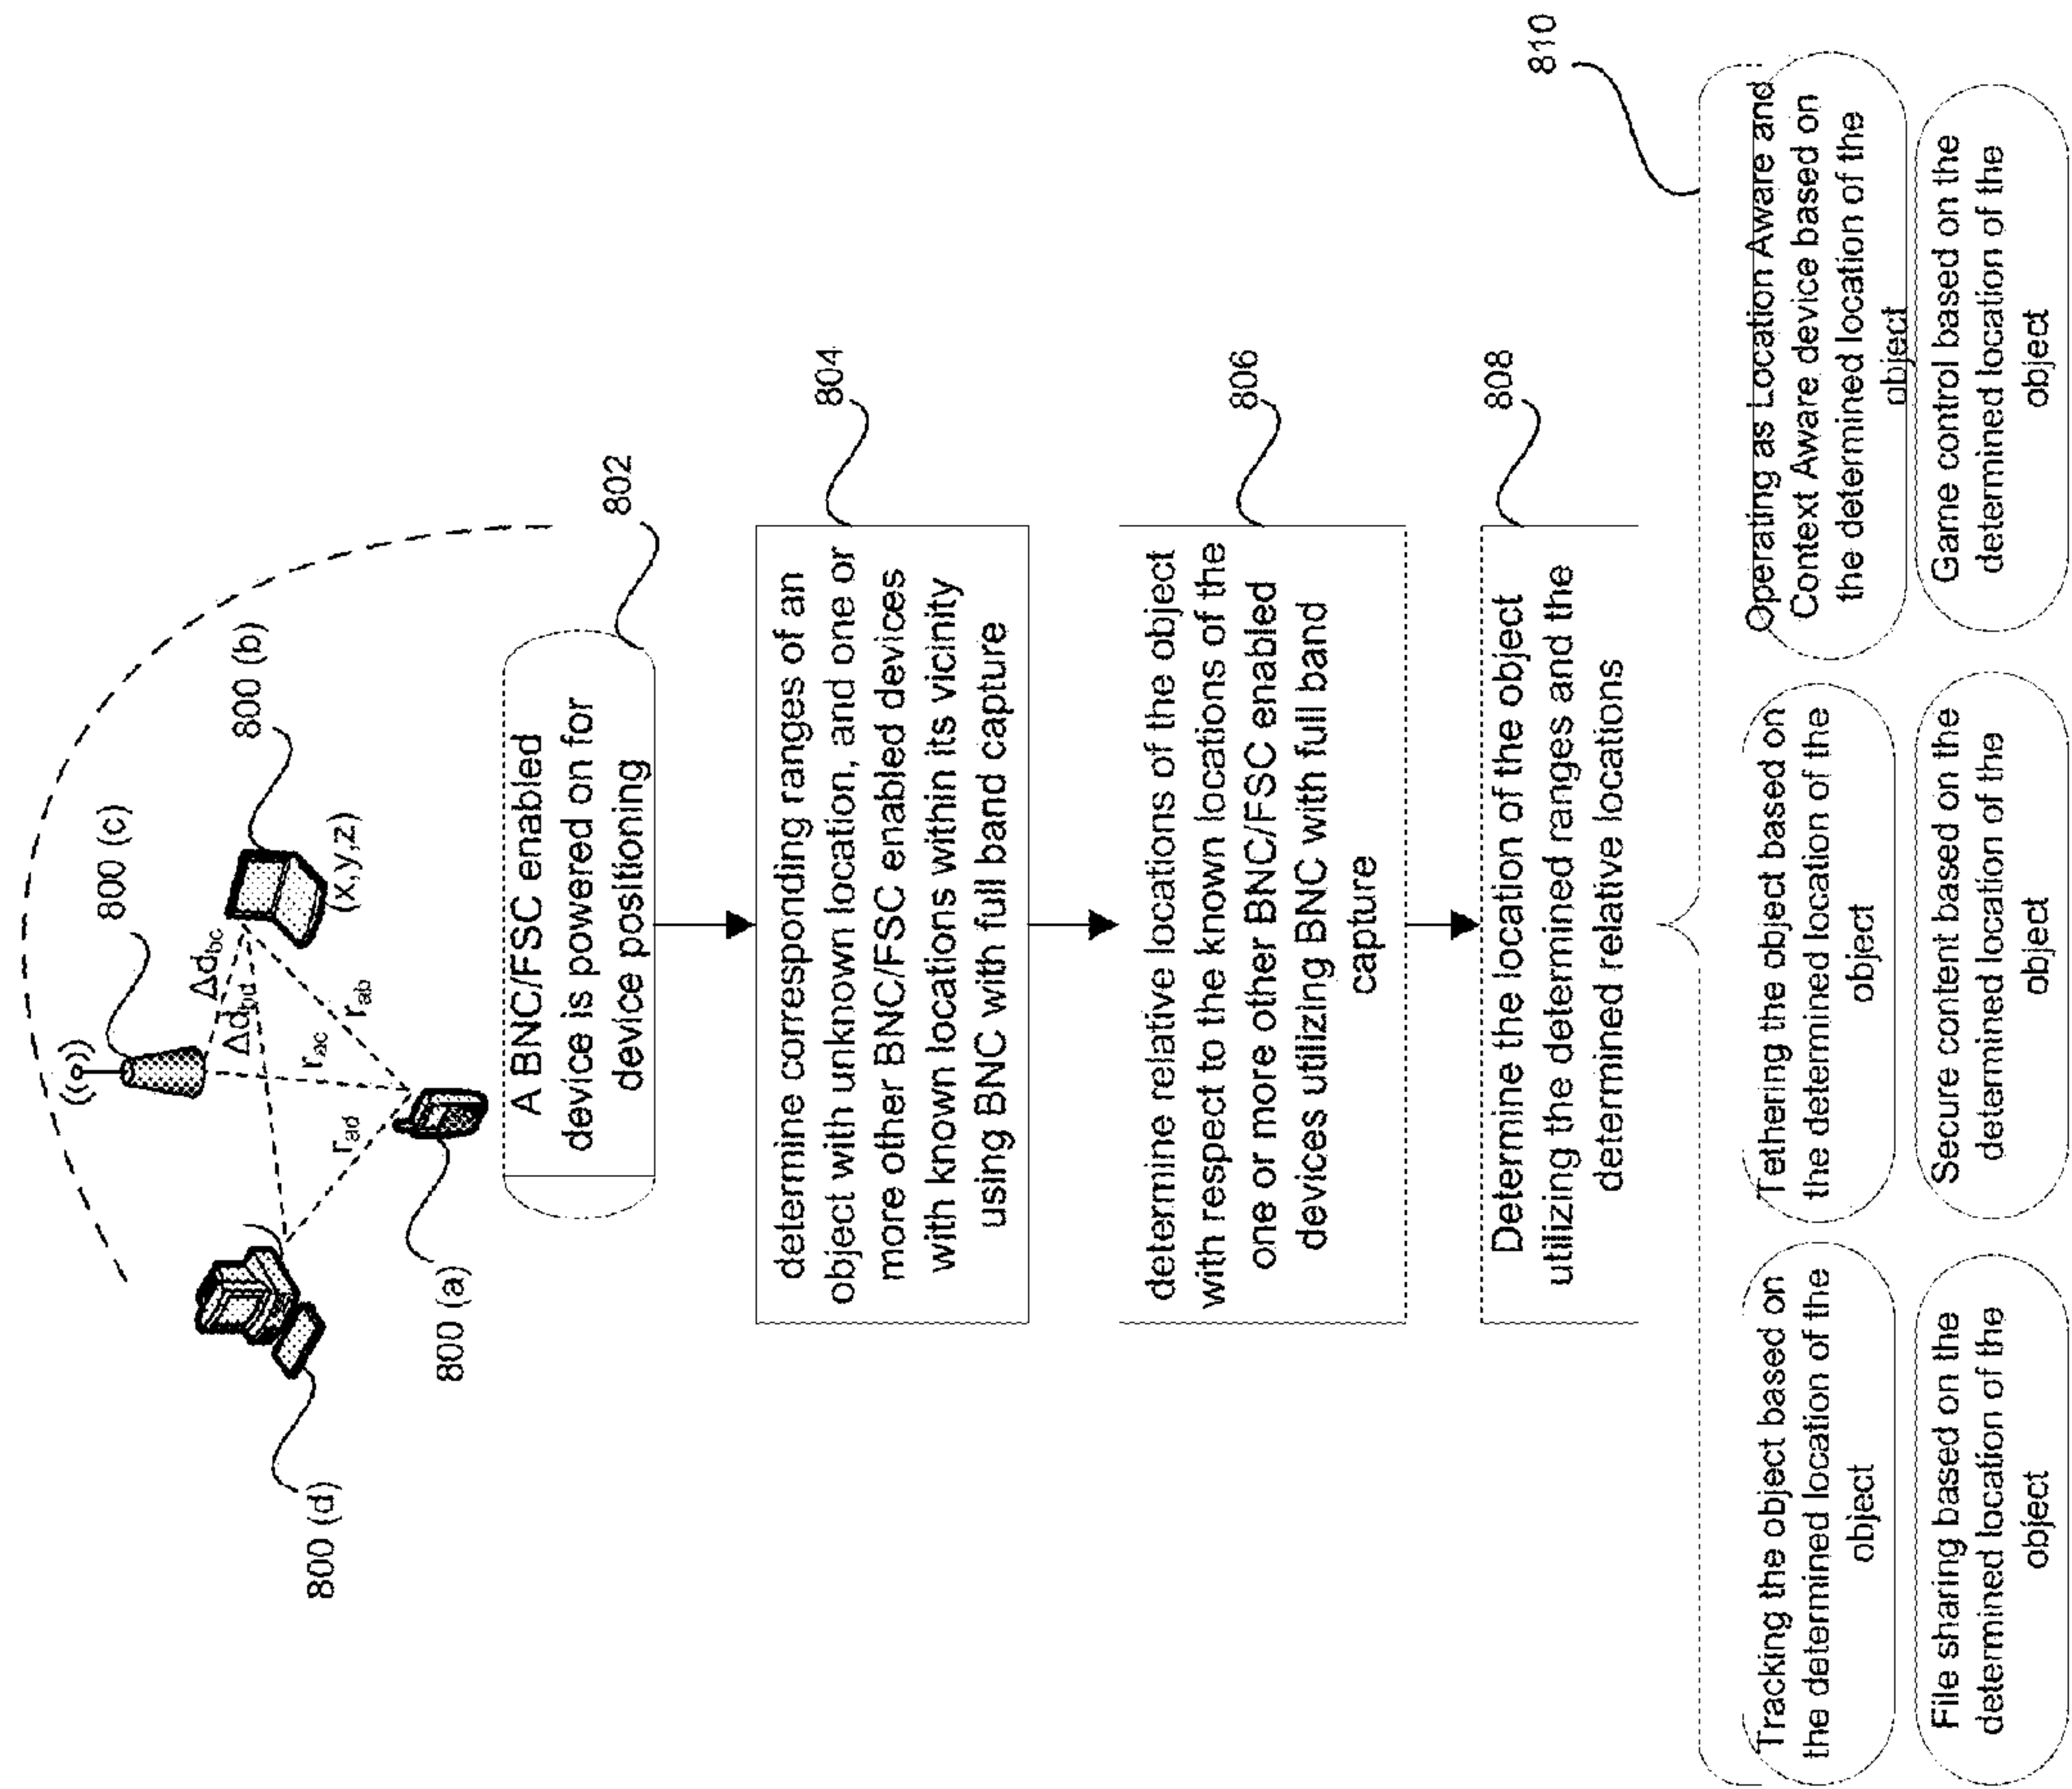 800 (c)
800 (b)
Δd_bc
Δd_bd
(x,y,z)
r_ad
r_ac
r_ab
800 (d)
800 (a)
A BNC/FSC enabled
device is powered on for
device positioning
802
determine corresponding ranges of an
object with unknown location, and one or
more other BNC/FSC enabled devices
with known locations within its vicinity
using BNC with full band capture
804
determine relative locations of the object
with respect to the known locations of the
one or more other BNC/FSC enabled
devices utilizing BNC with full band
capture
806
Determine the location of the object
utilizing the determined ranges and the
determined relative locations
808
810
Tracking the object based on
the determined location of the
object
Tethering the object based on
the determined location of the
object
Operating as Location Aware and
Context Aware device based on
the determined location of the
object
File sharing based on the
determined location of the
object
Secure content based on the
determined location of the
object
Game control based on the
determined location of the
object